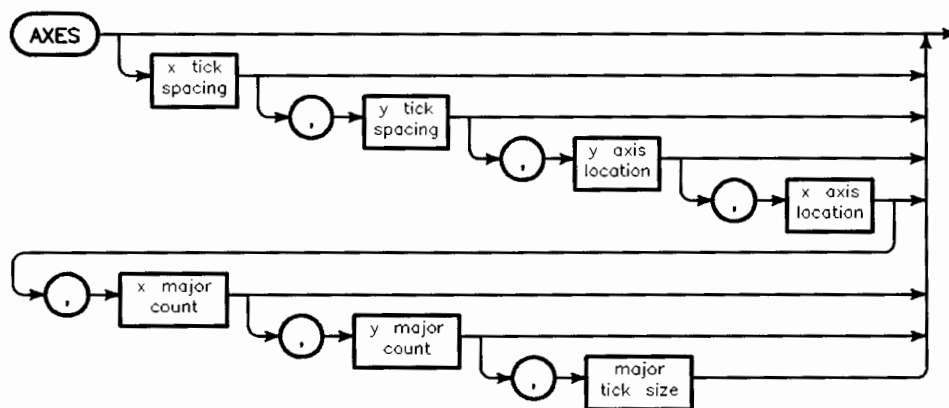 AXES
x tick
spacing
,
y tick
spacing
,
y axis
location
,
x axis
location
,
x major
count
,
y major
count
,
major
tick size